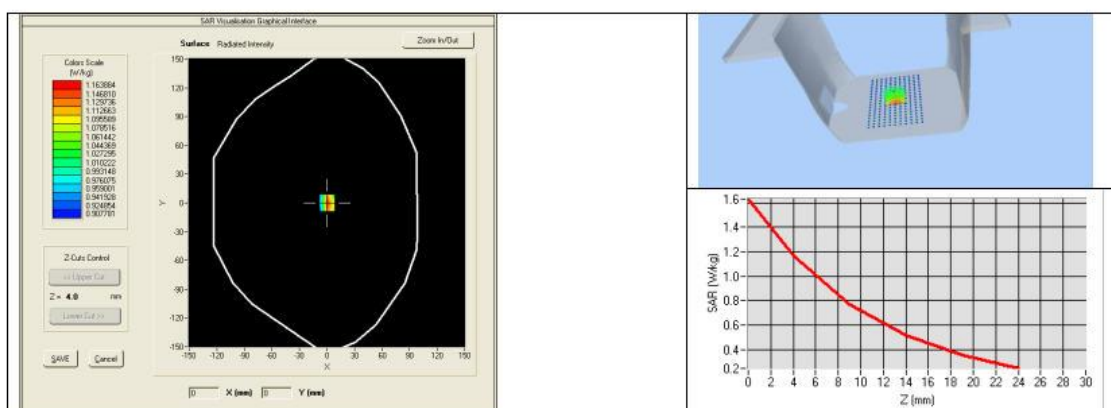 SAR Visualisation Graphical Interface
Surface Radiated Intensity
Zoom In/Out
Colors Scale
(W/kg)
1.163884
1.146810
1.129736
1.112663
1.095589
1.078516
1.061442
1.044369
1.027295
1.010222
0.993148
0.976075
0.959001
0.941928
0.924854
0.907781
Z-Cuts Control
<< Upper Cut
Z = 4.0 mm
Lower Cut >>
SAVE Cancel
150
120
90
60
30
0
-30
-60
-90
-120
-150
Y
-150 -120 -90 -60 -30 0 30 60 90 120 150
X
0 X (mm) 0 Y (mm)
1.6
1.4
1.2
1.0
0.8
0.6
0.4
0.2
SAR (W/kg)
0 2 4 6 8 10 12 14 16 18 20 22 24 26 28 30
Z (mm)